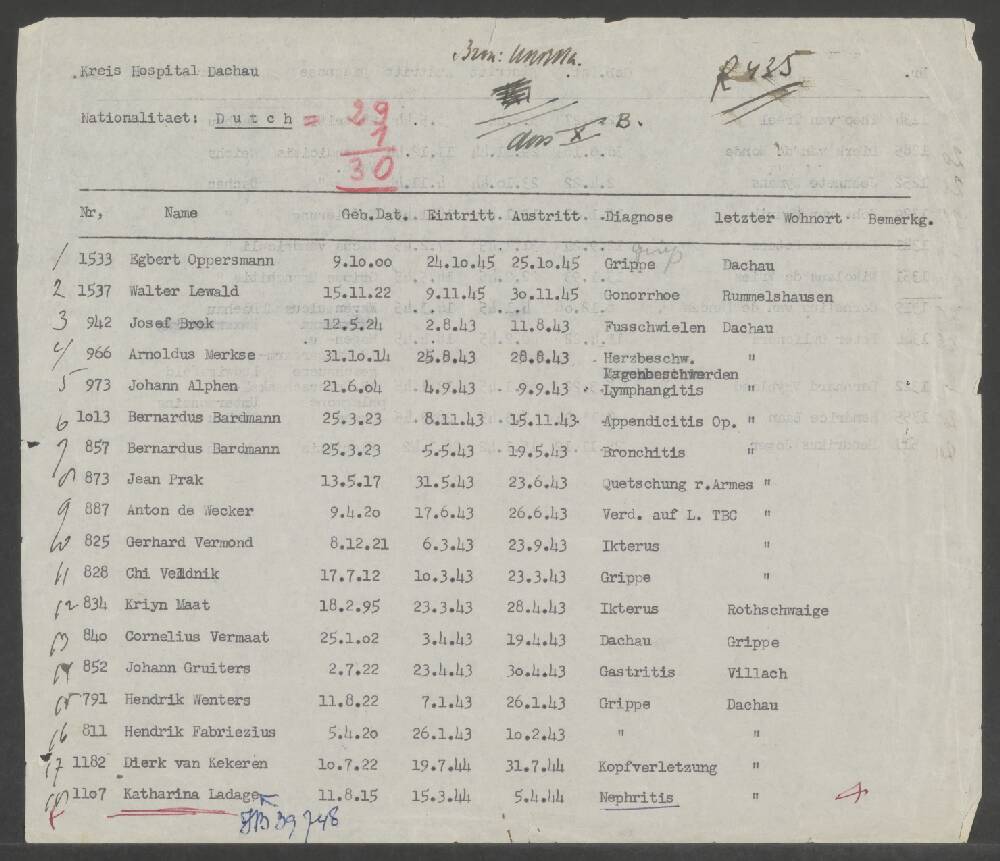 Kreis Hospital Dachau
R 435
Nationalitaet: Dutch = 29
1
30
B.
Nr, Name Geb.Dat. Eintritt. Austritt. Diagnose letzter Wohnort Bemerkg.
1 1533 Egbert Oppersmann 9.10.00 24.10.45 25.10.45 Grippe Dachau
2 1537 Walter Lewald 15.11.22 9.11.45 30.11.45 Gonorrhoe Rummelshausen
3 942 Josef Brok 12.5.24 2.8.43 11.8.43 Fusschwielen Dachau
4 966 Arnoldus Merkse 31.10.14 25.8.43 28.8.43 Herzbeschw. "
Magenbeschwerden
5 973 Johann Alphen 21.6.04 4.9.43 9.9.43 Lymphangitis "
6 1013 Bernardus Bardmann 25.3.23 8.11.43 15.11.43 Appendicitis Op. "
7 857 Bernardus Bardmann 25.3.23 5.5.43 19.5.43 Bronchitis "
8 873 Jean Prak 13.5.17 31.5.43 23.6.43 Quetschung r.Armes "
9 887 Anton de Wecker 9.4.20 17.6.43 26.6.43 Verd. auf L. TBC "
10 825 Gerhard Vermond 8.12.21 6.3.43 23.9.43 Ikterus "
11 828 Chi Veldnik 17.7.12 10.3.43 23.3.43 Grippe "
12 834 Kriyn Maat 18.2.95 23.3.43 28.4.43 Ikterus Rothschwaige
13 840 Cornelius Vermaat 25.1.02 3.4.43 19.4.43 Dachau Grippe
14 852 Johann Gruiters 2.7.22 23.4.43 30.4.43 Gastritis Villach
15 791 Hendrik Wenters 11.8.22 7.1.43 26.1.43 Grippe Dachau
16 811 Hendrik Fabriezius 5.4.20 26.1.43 10.2.43 " "
17 1182 Dierk van Kekeren 10.7.22 19.7.44 31.7.44 Kopfverletzung "
18 1107 Katharina Ladage 11.8.15 15.3.44 5.4.44 Nephritis "
39 748